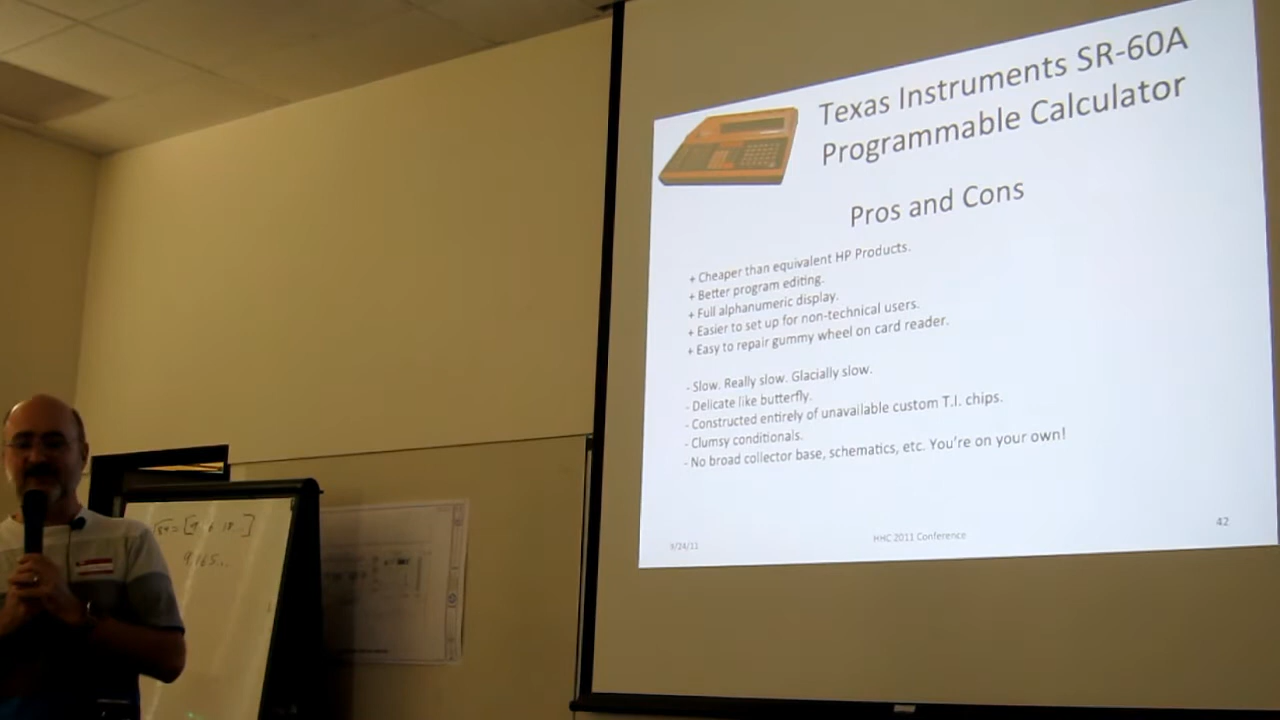 Texas Instruments SR-60A
Programmable Calculator
Pros and Cons
+ Cheaper than equivalent HP Products.
+ Better program editing.
+ Full alphanumeric display.
+ Easier to set up for non-technical users.
+ Easy to repair gummy wheel on card reader.
- Slow. Really slow. Glacially slow.
- Delicate like butterfly.
- Constructed entirely of unavailable custom T.I. chips.
- Clumsy conditionals.
- No broad collector base, schematics, etc. You're on your own!
9/24/11
HHC 2011 Conference
42